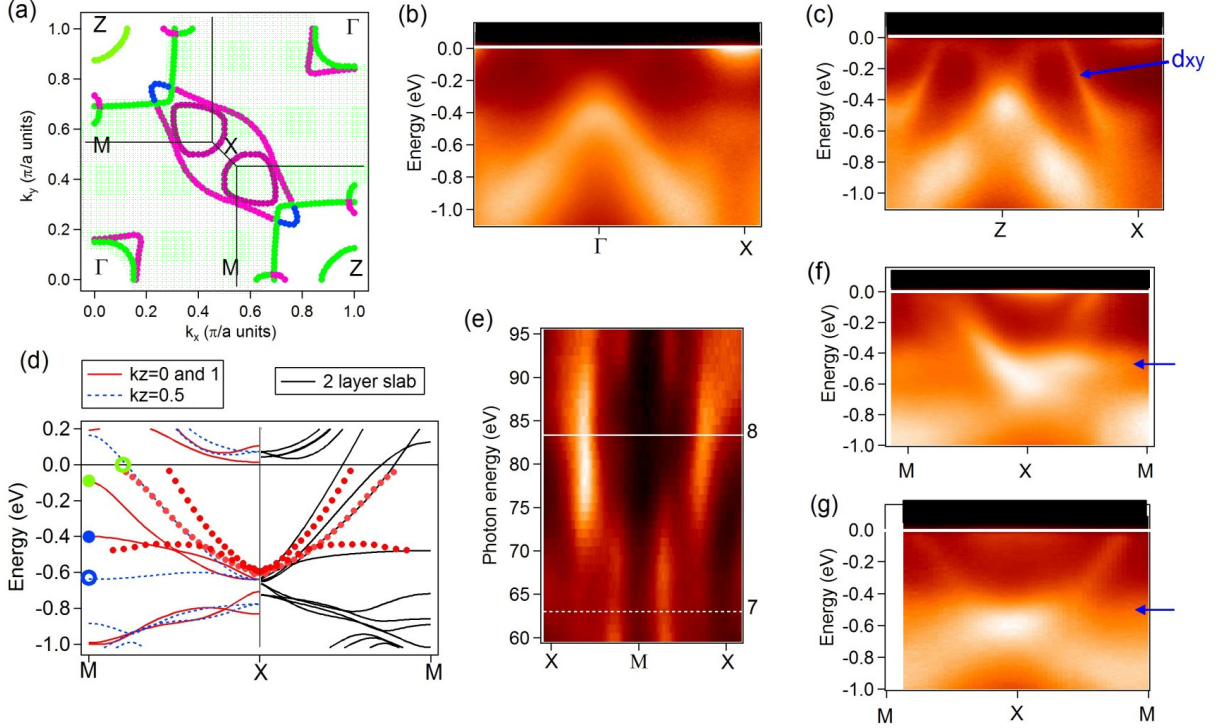 (a)
Z
Γ
M
X
Γ
M
Z
1.0
0.8
0.6
0.4
0.2
0.0
ky (π/a units)
0.0 0.2 0.4 0.6 0.8 1.0
kx (π/a units)
(b)
0.0
-0.2
-0.4
-0.6
-0.8
-1.0
Energy (eV)
Γ X
(c)
0.0
-0.2
-0.4
-0.6
-0.8
-1.0
Energy (eV)
dxy
Z X
(d)
kz=0 and 1
kz=0.5
2 layer slab
0.2
0.0
-0.2
-0.4
-0.6
-0.8
-1.0
Energy (eV)
M X M
(e)
95
90
85
80
75
70
65
60
Photon energy (eV)
8
7
X M X
(f)
0.0
-0.2
-0.4
-0.6
-0.8
-1.0
Energy (eV)
M X M
(g)
0.0
-0.2
-0.4
-0.6
-0.8
-1.0
Energy (eV)
M X M